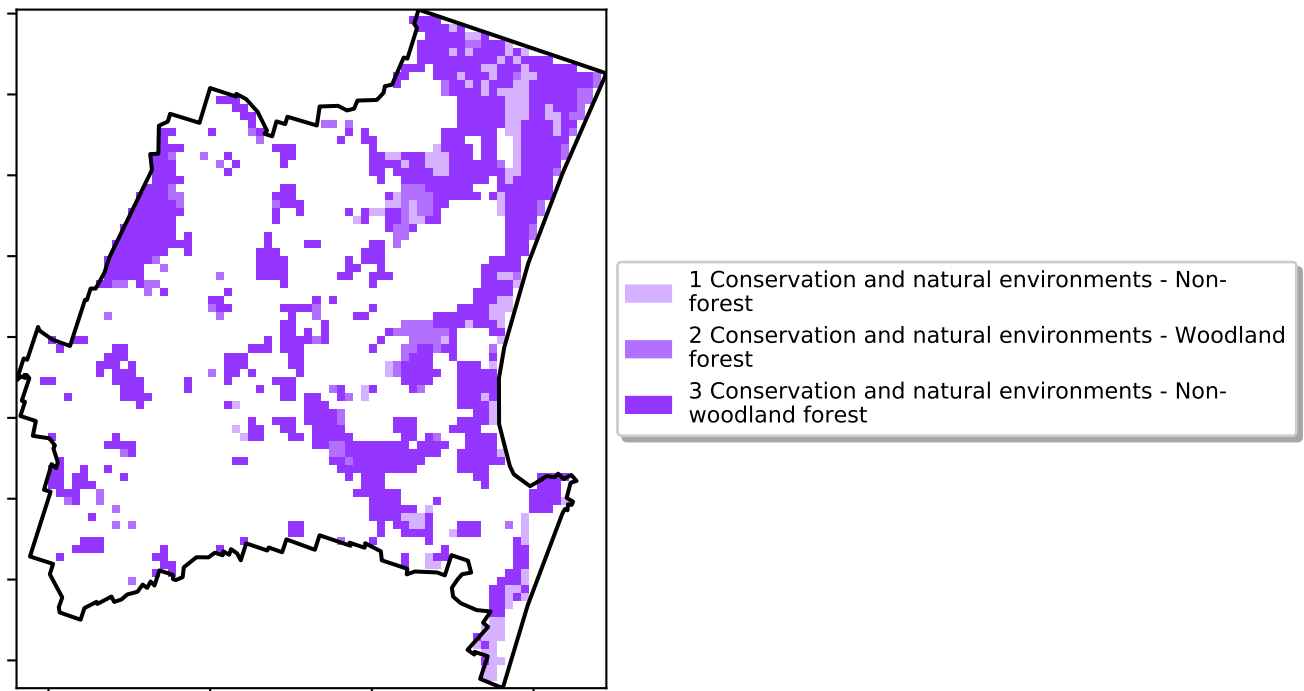 1 Conservation and natural environments - Non-
forest
2 Conservation and natural environments - Woodland
forest
3 Conservation and natural environments - Non-
woodland forest